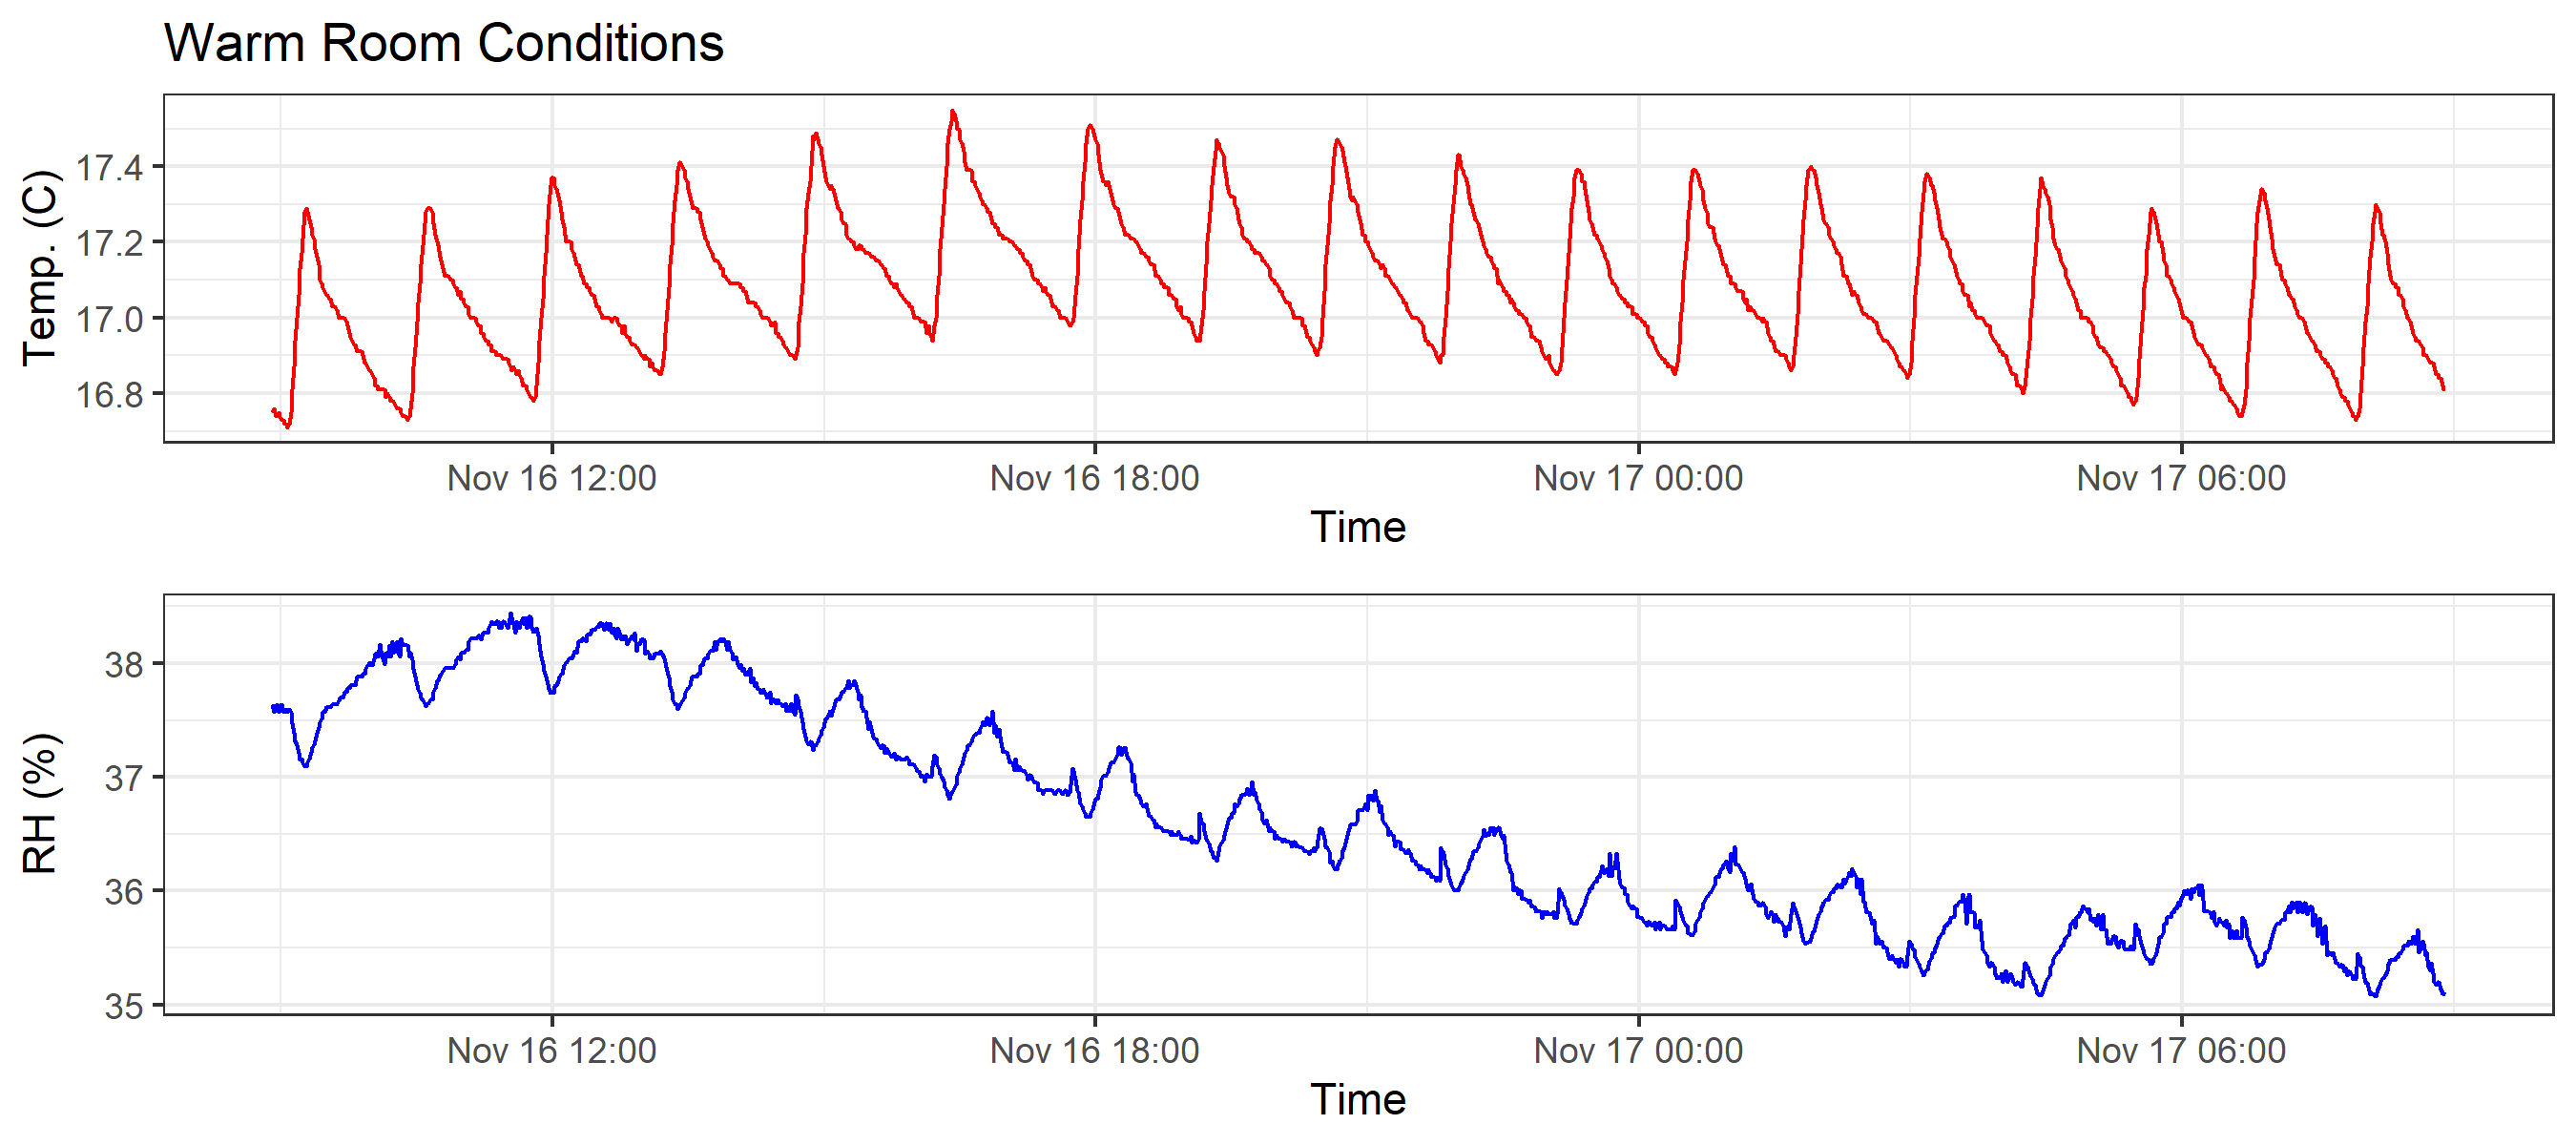 Warm Room Conditions
Temp. (C)
17.4
17.2
17.0
16.8
Nov 16 12:00 Nov 16 18:00 Nov 17 00:00 Nov 17 06:00
Time
RH (%)
38
37
36
35
Nov 16 12:00 Nov 16 18:00 Nov 17 00:00 Nov 17 06:00
Time